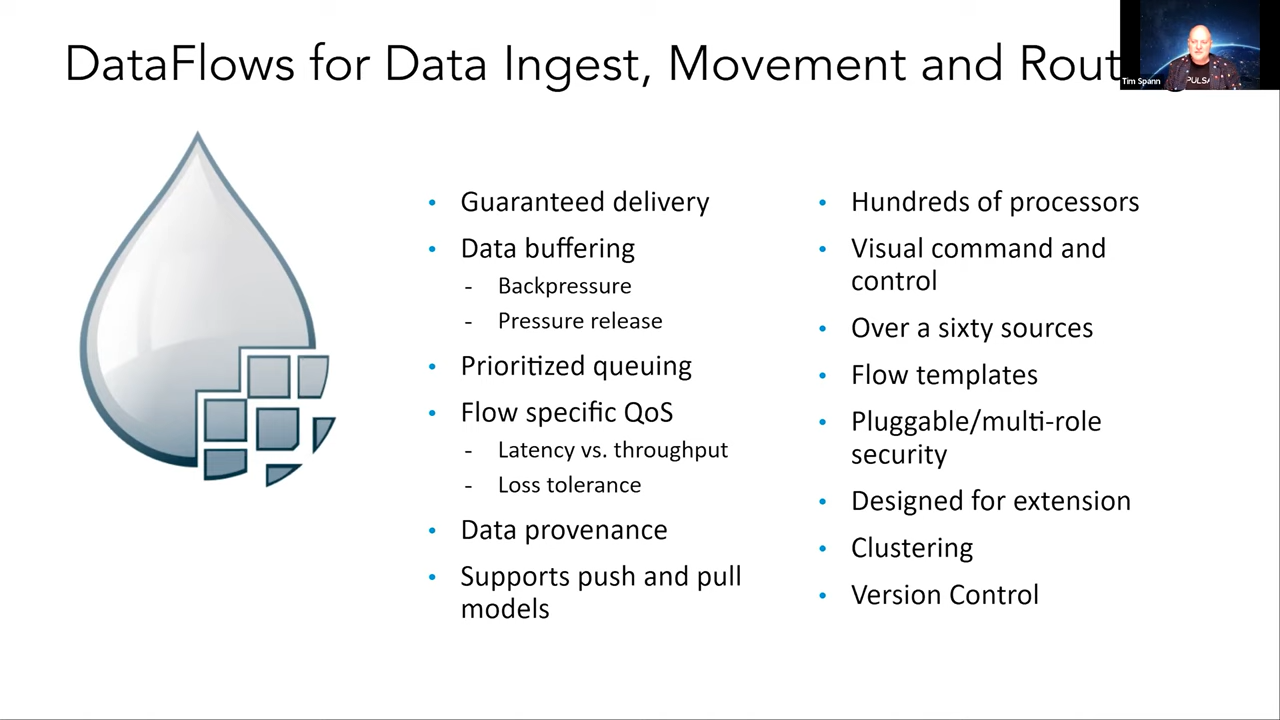 DataFlows for Data Ingest, Movement and Rout
Tim Spann
PULSA
• Guaranteed delivery
• Data buffering
- Backpressure
- Pressure release
• Prioritized queuing
• Flow specific QoS
- Latency vs. throughput
- Loss tolerance
• Data provenance
• Supports push and pull
models
• Hundreds of processors
• Visual command and
control
• Over a sixty sources
• Flow templates
• Pluggable/multi-role
security
• Designed for extension
• Clustering
• Version Control